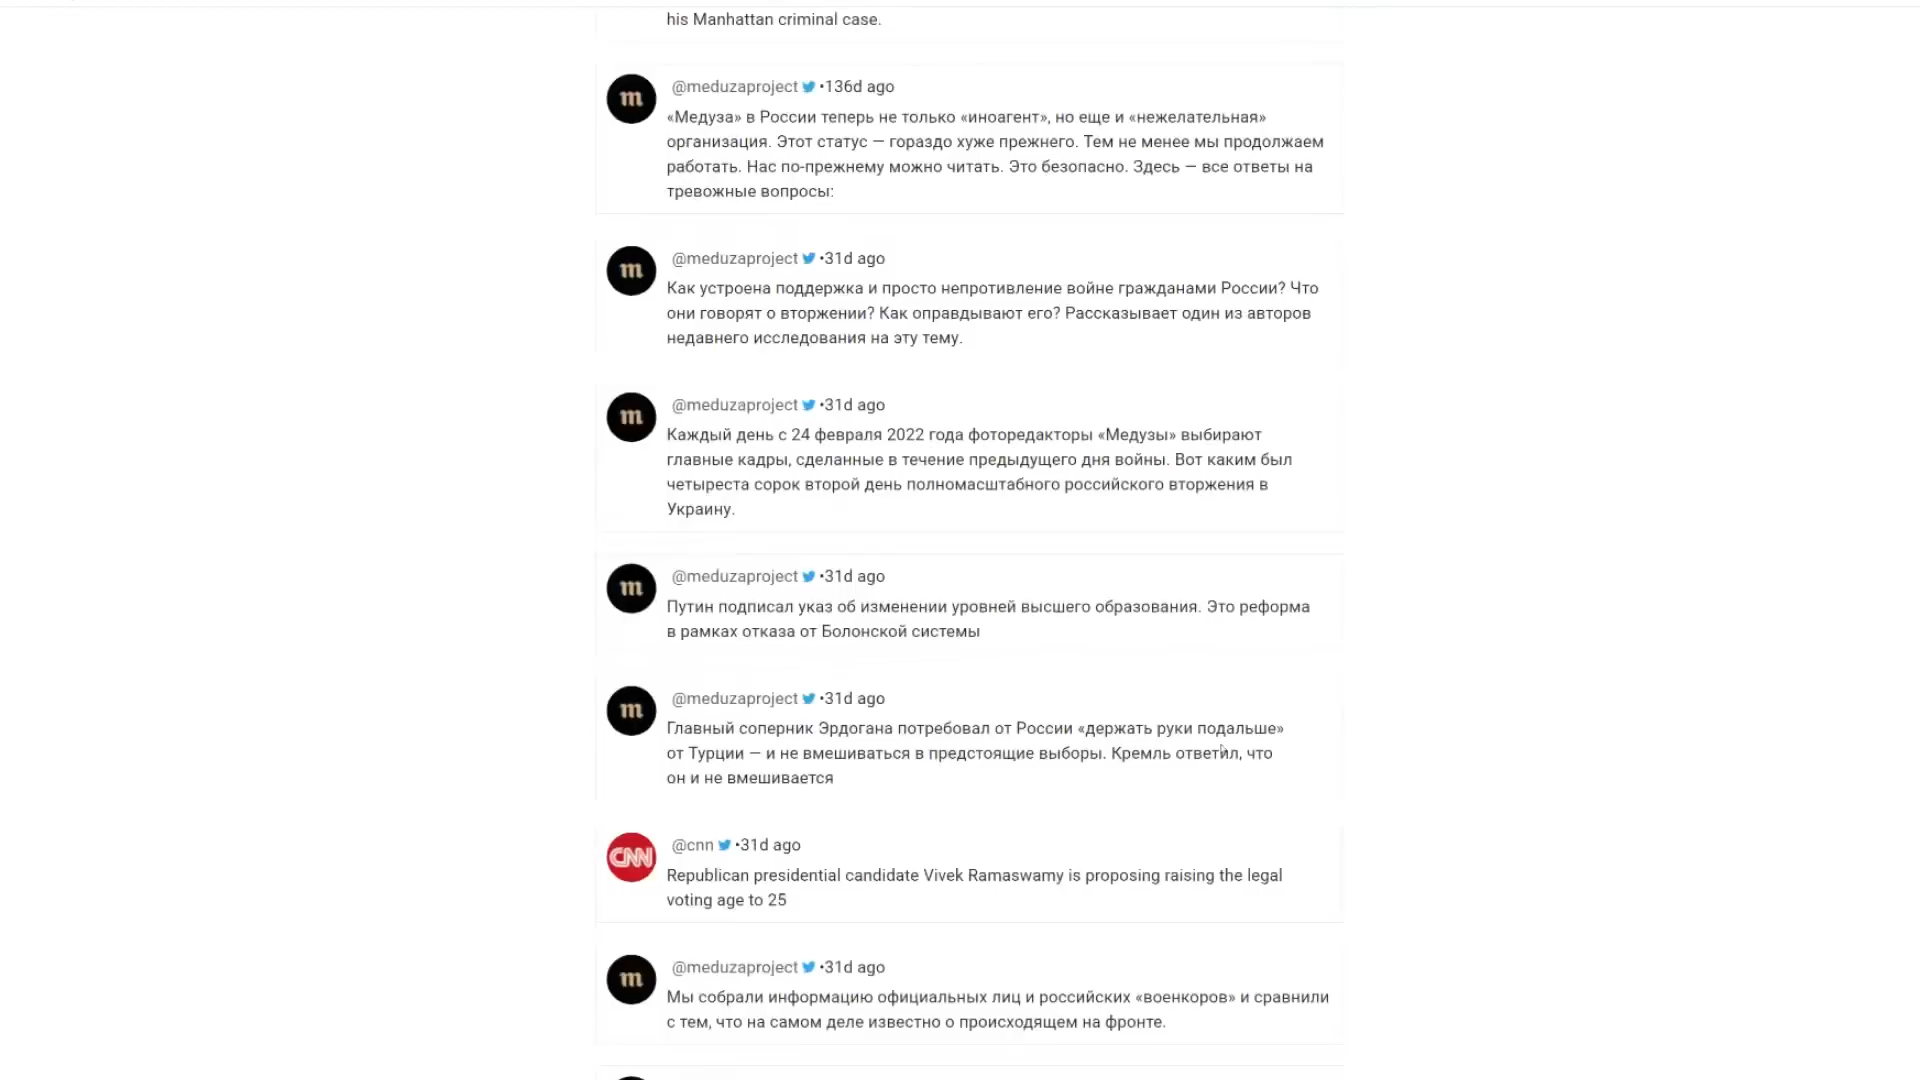 his Manhattan criminal case.
m
@meduzaproject •136d ago
«Медуза» в России теперь не только «иноагент», но еще и «нежелательная»
организация. Этот статус — гораздо хуже прежнего. Тем не менее мы продолжаем
работать. Нас по-прежнему можно читать. Это безопасно. Здесь — все ответы на
тревожные вопросы:
m
@meduzaproject •31d ago
Как устроена поддержка и просто непротивление войне гражданами России? Что
они говорят о вторжении? Как оправдывают его? Рассказывает один из авторов
недавнего исследования на эту тему.
m
@meduzaproject •31d ago
Каждый день с 24 февраля 2022 года фоторедакторы «Медузы» выбирают
главные кадры, сделанные в течение предыдущего дня войны. Вот каким был
четыреста сорок второй день полномасштабного российского вторжения в
Украину.
m
@meduzaproject •31d ago
Путин подписал указ об изменении уровней высшего образования. Это реформа
в рамках отказа от Болонской системы
m
@meduzaproject •31d ago
Главный соперник Эрдогана потребовал от России «держать руки подальше»
от Турции — и не вмешиваться в предстоящие выборы. Кремль ответил, что
он и не вмешивается
CNN
@cnn •31d ago
Republican presidential candidate Vivek Ramaswamy is proposing raising the legal
voting age to 25
m
@meduzaproject •31d ago
Мы собрали информацию официальных лиц и российских «военкоров» и сравнили
с тем, что на самом деле известно о происходящем на фронте.